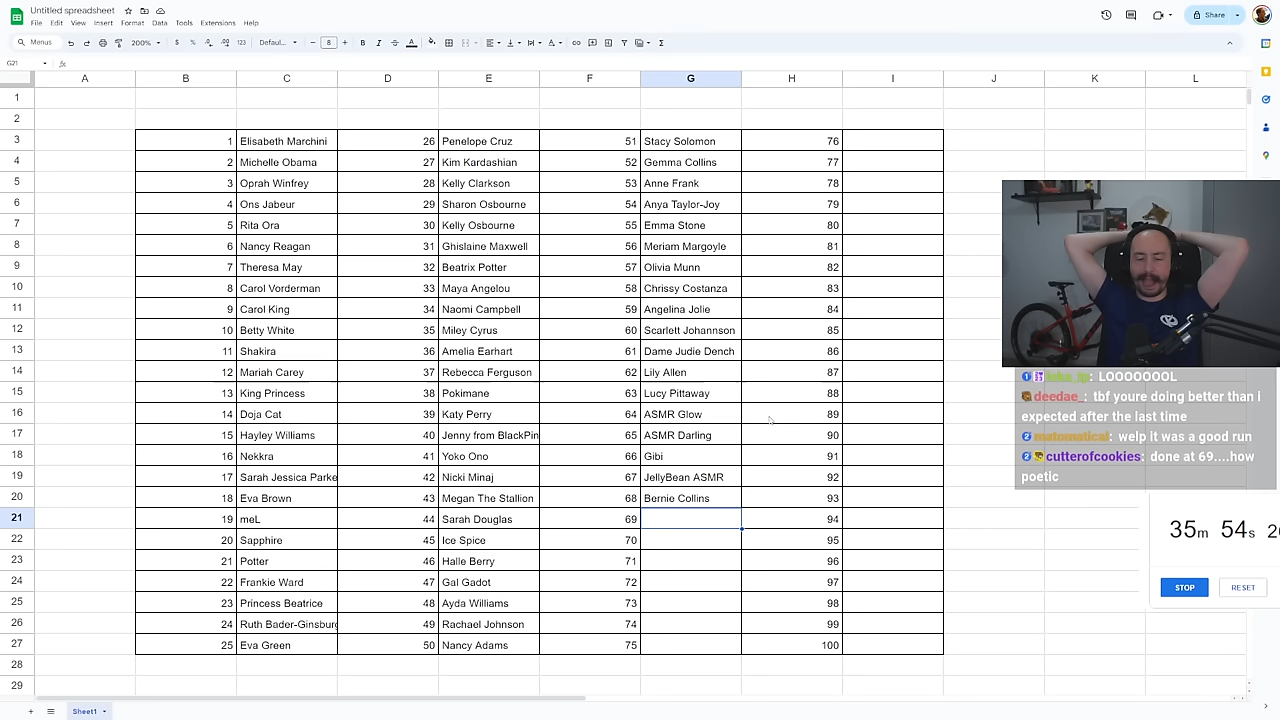 Untitled spreadsheet
File Edit View Insert Format Data Tools Extensions Help
Share
Menus 200% $ % .0 .00 123 Defaul... 8 B I A
G21 fx
A B C D E F G H I J K L
1
2
3 1 Elisabeth Marchini 26 Penelope Cruz 51 Stacy Solomon 76
4 2 Michelle Obama 27 Kim Kardashian 52 Gemma Collins 77
5 3 Oprah Winfrey 28 Kelly Clarkson 53 Anne Frank 78
6 4 Ons Jabeur 29 Sharon Osbourne 54 Anya Taylor-Joy 79
7 5 Rita Ora 30 Kelly Osbourne 55 Emma Stone 80
8 6 Nancy Reagan 31 Ghislaine Maxwell 56 Meriam Margoyle 81
9 7 Theresa May 32 Beatrix Potter 57 Olivia Munn 82
10 8 Carol Vorderman 33 Maya Angelou 58 Chrissy Costanza 83
11 9 Carol King 34 Naomi Campbell 59 Angelina Jolie 84
12 10 Betty White 35 Miley Cyrus 60 Scarlett Johannson 85
13 11 Shakira 36 Amelia Earhart 61 Dame Judie Dench 86
14 12 Mariah Carey 37 Rebecca Ferguson 62 Lily Allen 87
15 13 King Princess 38 Pokimane 63 Lucy Pittaway 88
16 14 Doja Cat 39 Katy Perry 64 ASMR Glow 89
17 15 Hayley Williams 40 Jenny from BlackPin 65 ASMR Darling 90
18 16 Nekkra 41 Yoko Ono 66 Gibi 91
19 17 Sarah Jessica Parke 42 Nicki Minaj 67 JellyBean ASMR 92
20 18 Eva Brown 43 Megan The Stallion 68 Bernie Collins 93
21 19 meL 44 Sarah Douglas 69 94
22 20 Sapphire 45 Ice Spice 70 95
23 21 Potter 46 Halle Berry 71 96
24 22 Frankie Ward 47 Gal Gadot 72 97
25 23 Princess Beatrice 48 Ayda Williams 73 98
26 24 Ruth Bader-Ginsburg 49 Rachael Johnson 74 99
27 25 Eva Green 50 Nancy Adams 75 100
28
29
LOOOOOOOL
deedae_: tbf youre doing better than i
expected after the last time
matomatical: welp it was a good run
cutterofcookies: done at 69....how
poetic
35m 54s 2
STOP RESET
Sheet1